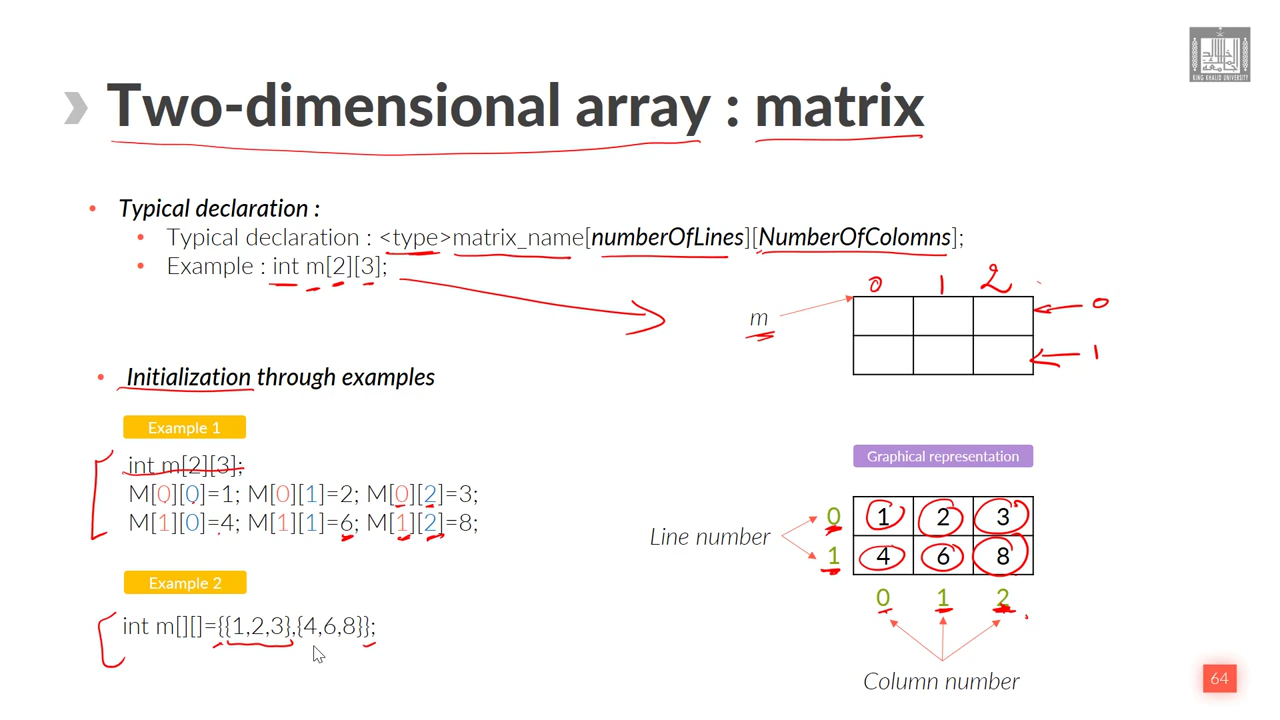 KING KHALID UNIVERSITY
Two-dimensional array : matrix
• Typical declaration :
• Typical declaration : <type>matrix_name[numberOfLines][NumberOfColomns];
• Example : int m[2][3];
0 1 2
m
0
1
• Initialization through examples
Example 1
int m[2][3];
M[0][0]=1; M[0][1]=2; M[0][2]=3;
M[1][0]=4; M[1][1]=6; M[1][2]=8;
Example 2
int m[][]={{1,2,3},{4,6,8}};
Graphical representation
Line number
0 1 2 3
1 4 6 8
0 1 2
Column number
64